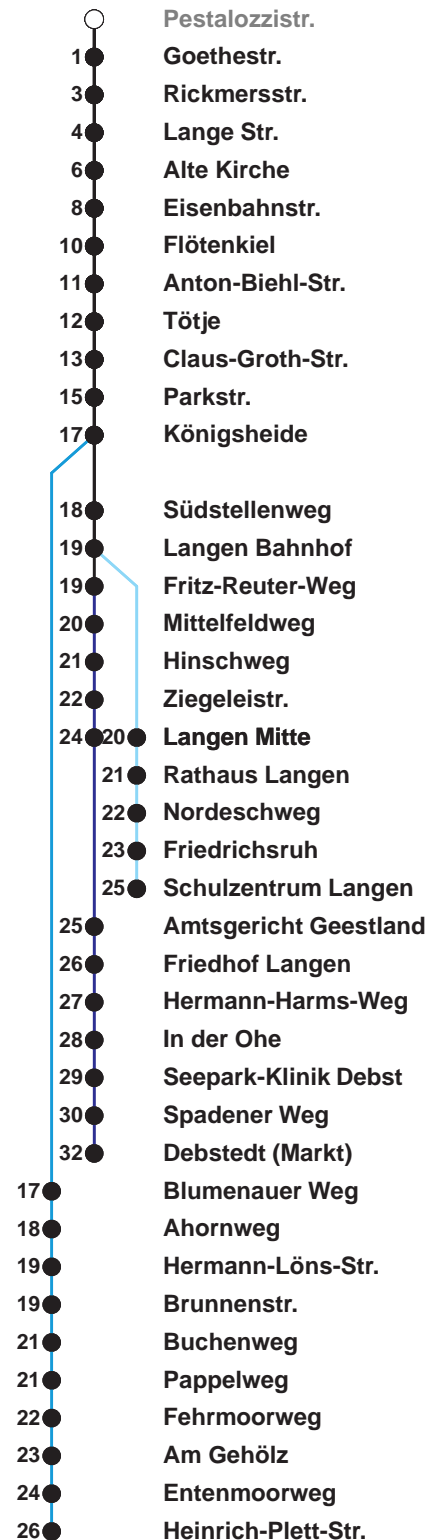 Pestalozzistr.
1 Goethestr.
3 Rickmersstr.
4 Lange Str.
6 Alte Kirche
8 Eisenbahnstr.
10 Flötenkiel
11 Anton-Biehl-Str.
12 Tötje
13 Claus-Groth-Str.
15 Parkstr.
17 Königsheide
18 Südstellenweg
19 Langen Bahnhof
19 Fritz-Reuter-Weg
20 Mittelfeldweg
21 Hinschweg
22 Ziegeleistr.
24 20 Langen Mitte
21 Rathaus Langen
22 Nordeschweg
23 Friedrichsruh
25 Schulzentrum Langen
25 Amtsgericht Geestland
26 Friedhof Langen
27 Hermann-Harms-Weg
28 In der Ohe
29 Seepark-Klinik Debst
30 Spadener Weg
32 Debstedt (Markt)
17 Blumenauer Weg
18 Ahornweg
19 Hermann-Löns-Str.
19 Brunnenstr.
21 Buchenweg
21 Pappelweg
22 Fehrmoorweg
23 Am Gehölz
24 Entenmoorweg
26 Heinrich-Plett-Str.